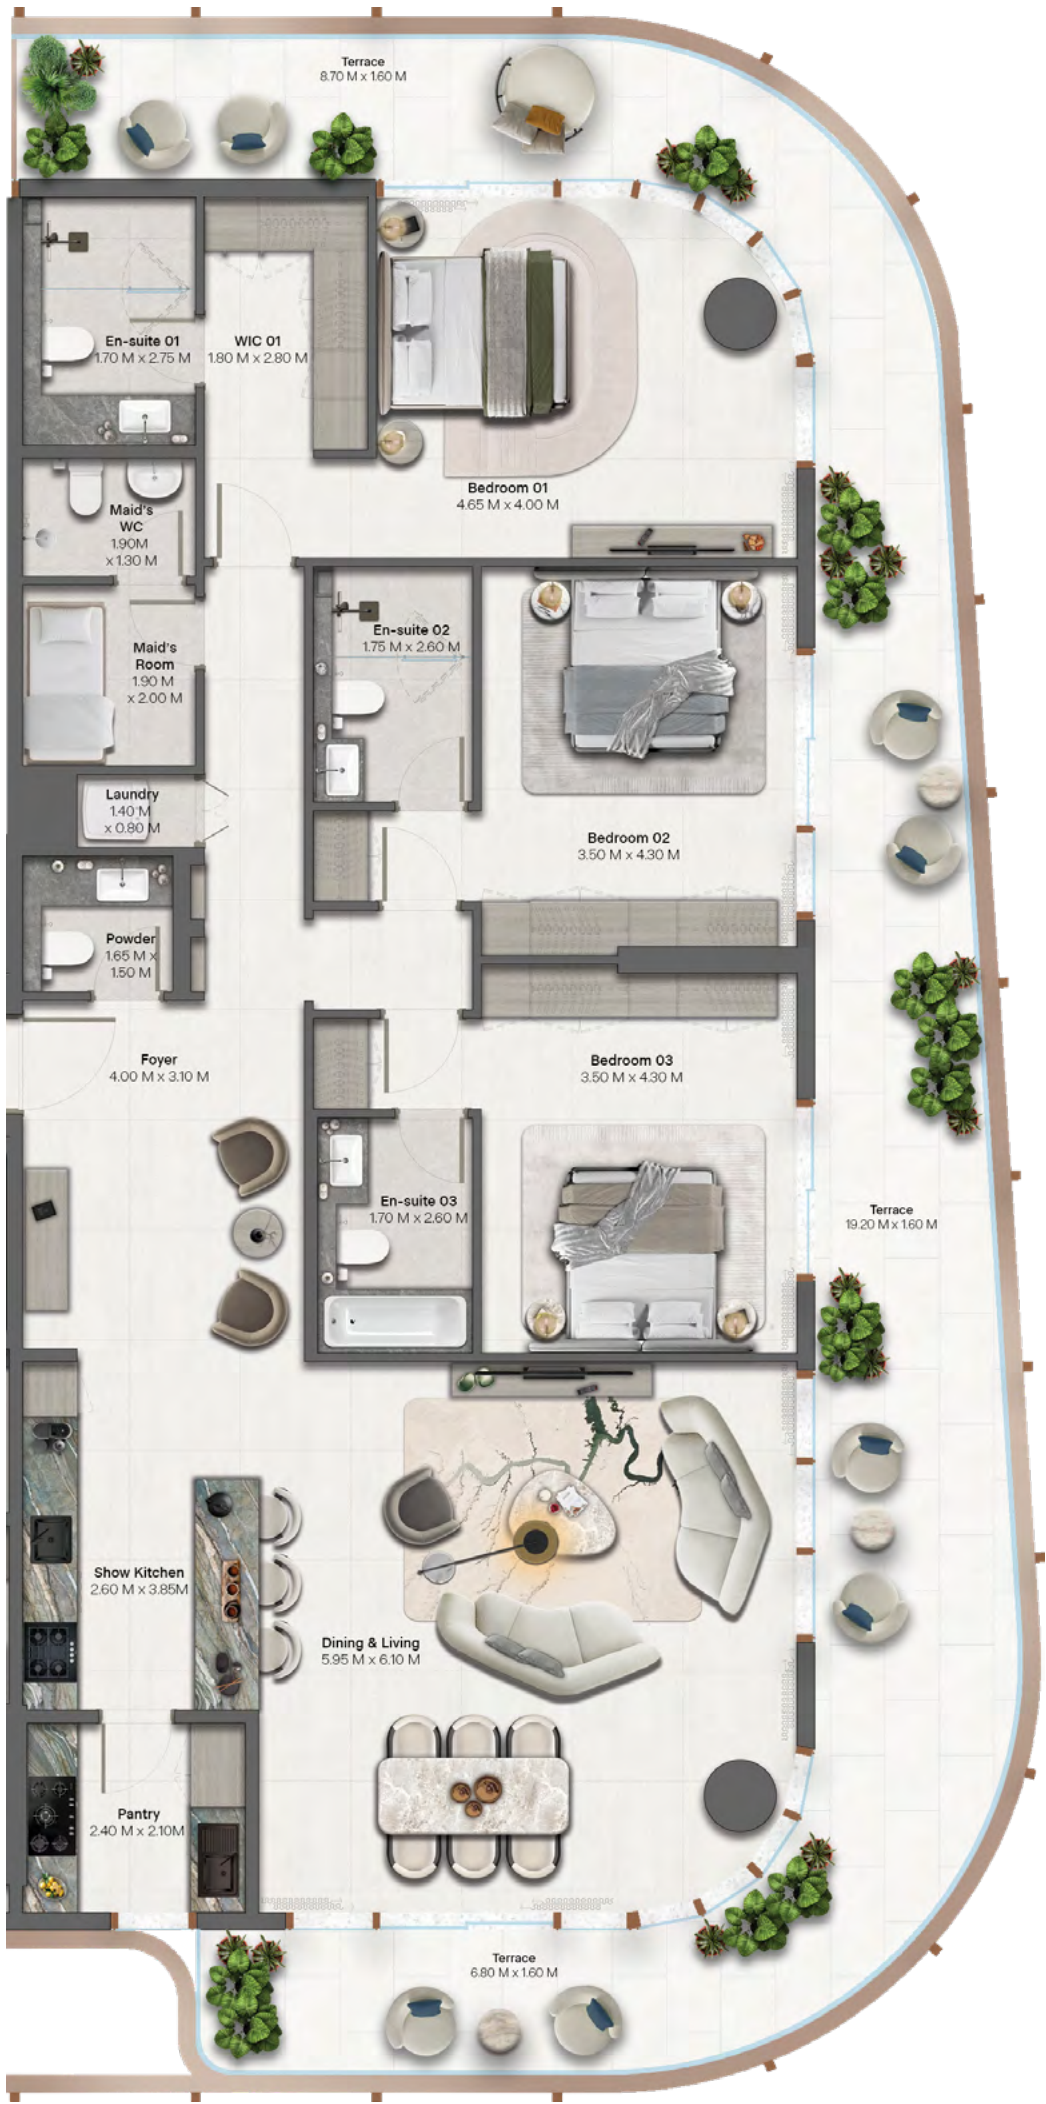 Terrace
8.70 M x 1.60 M
En-suite 01
1.70 M x 2.75 M
WIC 01
1.80 M x 2.80 M
Bedroom 01
4.65 M x 4.00 M
Maid's
WC
1.90M
x 1.30 M
En-suite 02
1.75 M x 2.60 M
Maid's
Room
1.90 M
x 2.00 M
Laundry
1.40 M
x 0.80 M
Bedroom 02
3.50 M x 4.30 M
Powder
1.65 M x
1.50 M
Foyer
4.00 M x 3.10 M
Bedroom 03
3.50 M x 4.30 M
En-suite 03
1.70 M x 2.60 M
Terrace
19.20 M x 1.60 M
Show Kitchen
2.60 M x 3.85M
Dining & Living
5.95 M x 6.10 M
Pantry
2.40 M x 2.10M
Terrace
6.80 M x 1.60 M